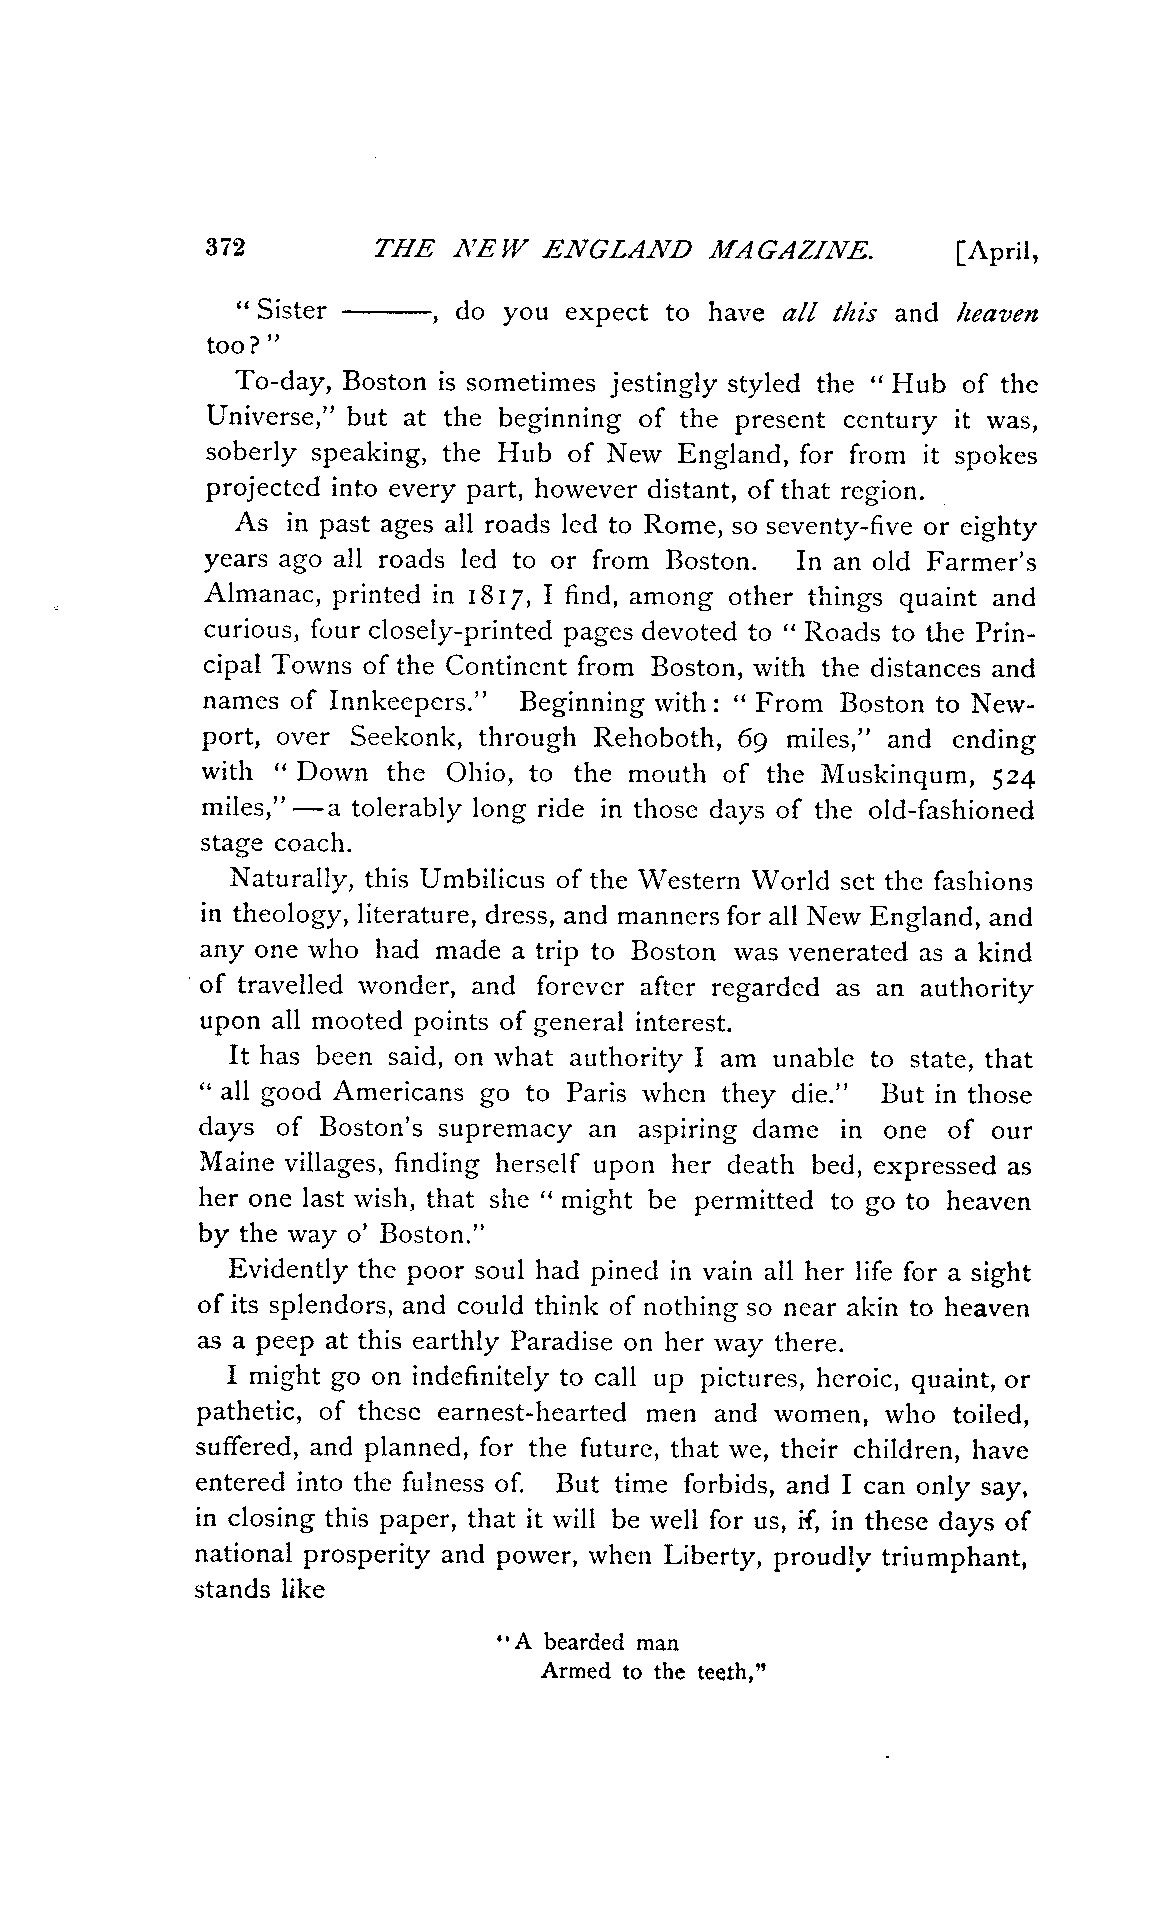 372 THE NEW ENGLAND MAGAZINE. [April,
“ Sister ———, do you expect to have all this and heaven
too? ”
To-day, Boston is sometimes jestingly styled the “ Hub of the
Universe,” but at the beginning of the present century it was,
soberly speaking, the Hub of New England, for from it spokes
projected into every part, however distant, of that region.
As in past ages all roads led to Rome, so seventy-five or eighty
years ago all roads led to or from Boston. In an old Farmer's
Almanac, printed in 1817, I find, among other things quaint and
curious, four closely-printed pages devoted to “ Roads to the Prin-
cipal Towns of the Continent from Boston, with the distances and
names of Innkeepers.” Beginning with: “ From Boston to New-
port, over Seekonk, through Rehoboth, 69 miles,” and ending
with “ Down the Ohio, to the mouth of the Muskinqum, 524
miles,” — a tolerably long ride in those days of the old-fashioned
stage coach.
Naturally, this Umbilicus of the Western World set the fashions
in theology, literature, dress, and manners for all New England, and
any one who had made a trip to Boston was venerated as a kind
of travelled wonder, and forever after regarded as an authority
upon all mooted points of general interest.
It has been said, on what authority I am unable to state, that
“ all good Americans go to Paris when they die.” But in those
days of Boston's supremacy an aspiring dame in one of our
Maine villages, finding herself upon her death bed, expressed as
her one last wish, that she “ might be permitted to go to heaven
by the way o' Boston.”
Evidently the poor soul had pined in vain all her life for a sight
of its splendors, and could think of nothing so near akin to heaven
as a peep at this earthly Paradise on her way there.
I might go on indefinitely to call up pictures, heroic, quaint, or
pathetic, of these earnest-hearted men and women, who toiled,
suffered, and planned, for the future, that we, their children, have
entered into the fulness of. But time forbids, and I can only say,
in closing this paper, that it will be well for us, if, in these days of
national prosperity and power, when Liberty, proudly triumphant,
stands like
“A bearded man
Armed to the teeth,”